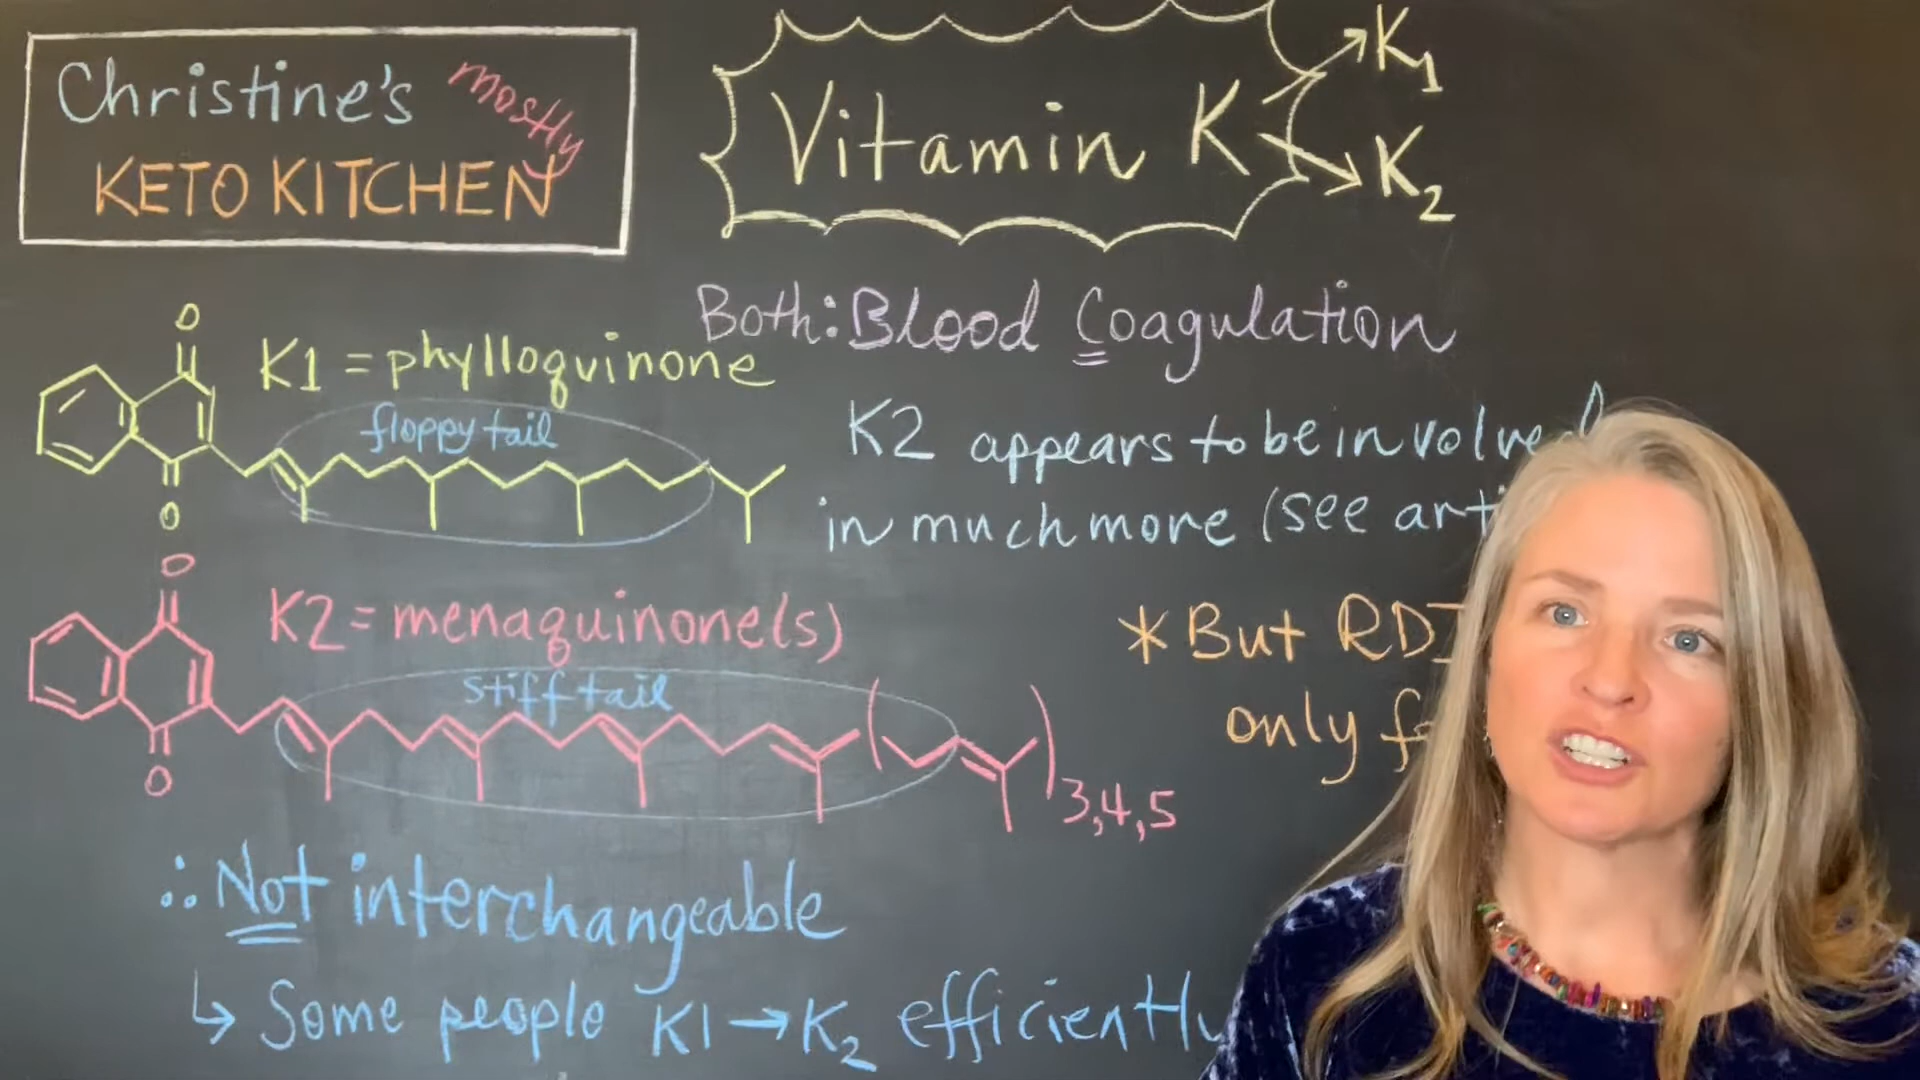 Christine's mostly
KETO KITCHEN
Vitamin K
K1
K2
Both: Blood Coagulation
O
K1 = phylloquinone
floppy tail
O
K2 appears to be involved
in much more (see
O
K2 = menaquinone(s)
stiff tail
O
3,4,5
* But RDI
only
∴ Not interchangeable
↳ Some people K1 → K2 efficiently